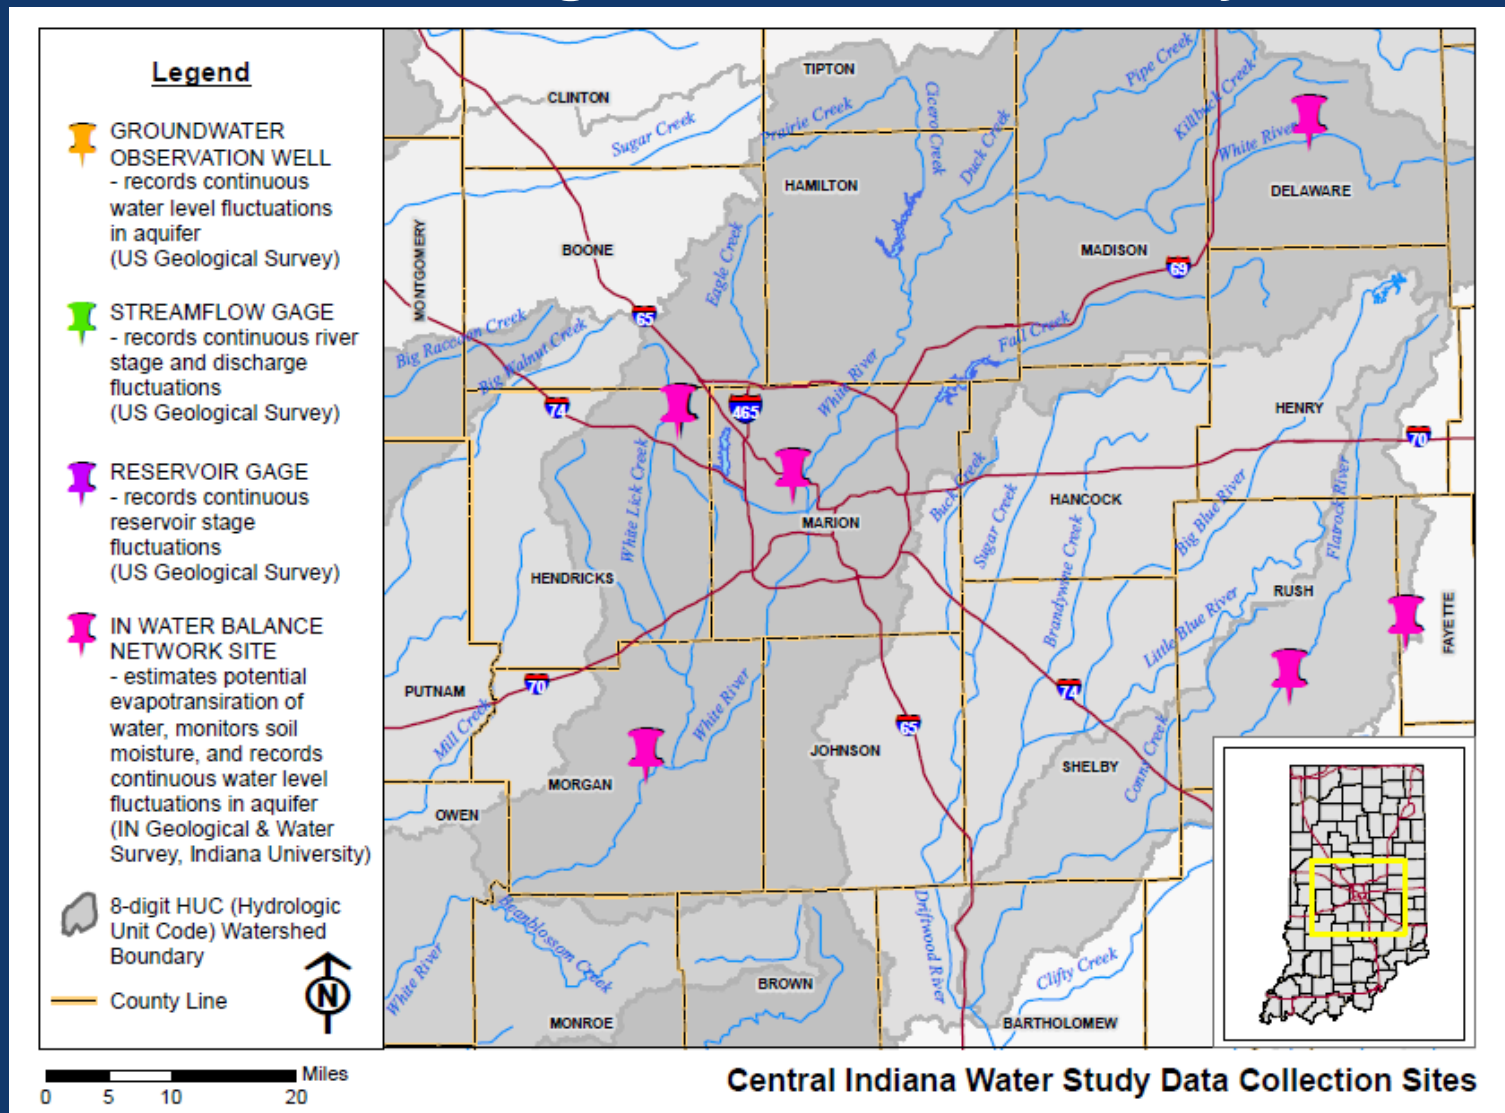 Legend
GROUNDWATER
OBSERVATION WELL
- records continuous
water level fluctuations
in aquifer
(US Geological Survey)
STREAMFLOW GAGE
- records continuous river
stage and discharge
fluctuations
(US Geological Survey)
RESERVOIR GAGE
- records continuous
reservoir stage
fluctuations
(US Geological Survey)
IN WATER BALANCE
NETWORK SITE
- estimates potential
evapotransiration of
water, monitors soil
moisture, and records
continuous water level
fluctuations in aquifer
(IN Geological & Water
Survey, Indiana University)
8-digit HUC (Hydrologic
Unit Code) Watershed
Boundary
County Line
N
TIPTON
CLINTON
Pipe Creek
Cicero Creek
Killbuck Creek
Prairie Creek
Sugar Creek
Duck Creek
White River
HAMILTON
DELAWARE
MONTGOMERY
BOONE
Eagle Creek
MADISON
69
65
Big Raccoon Creek
Big Walnut Creek
Fall Creek
White River
74
465
HENRY
70
White Lick Creek
Buck Creek
Sugar Creek
HANCOCK
Big Blue River
Flatrock River
MARION
HENDRICKS
Brandywine Creek
RUSH
Little Blue River
FAYETTE
PUTNAM
70
74
Mill Creek
White River
65
JOHNSON
SHELBY
Conns Creek
MORGAN
OWEN
Driftwood River
Beanblossom Creek
White River
Clifty Creek
BROWN
MONROE
BARTHOLOMEW
Miles
0 5 10 20
Central Indiana Water Study Data Collection Sites